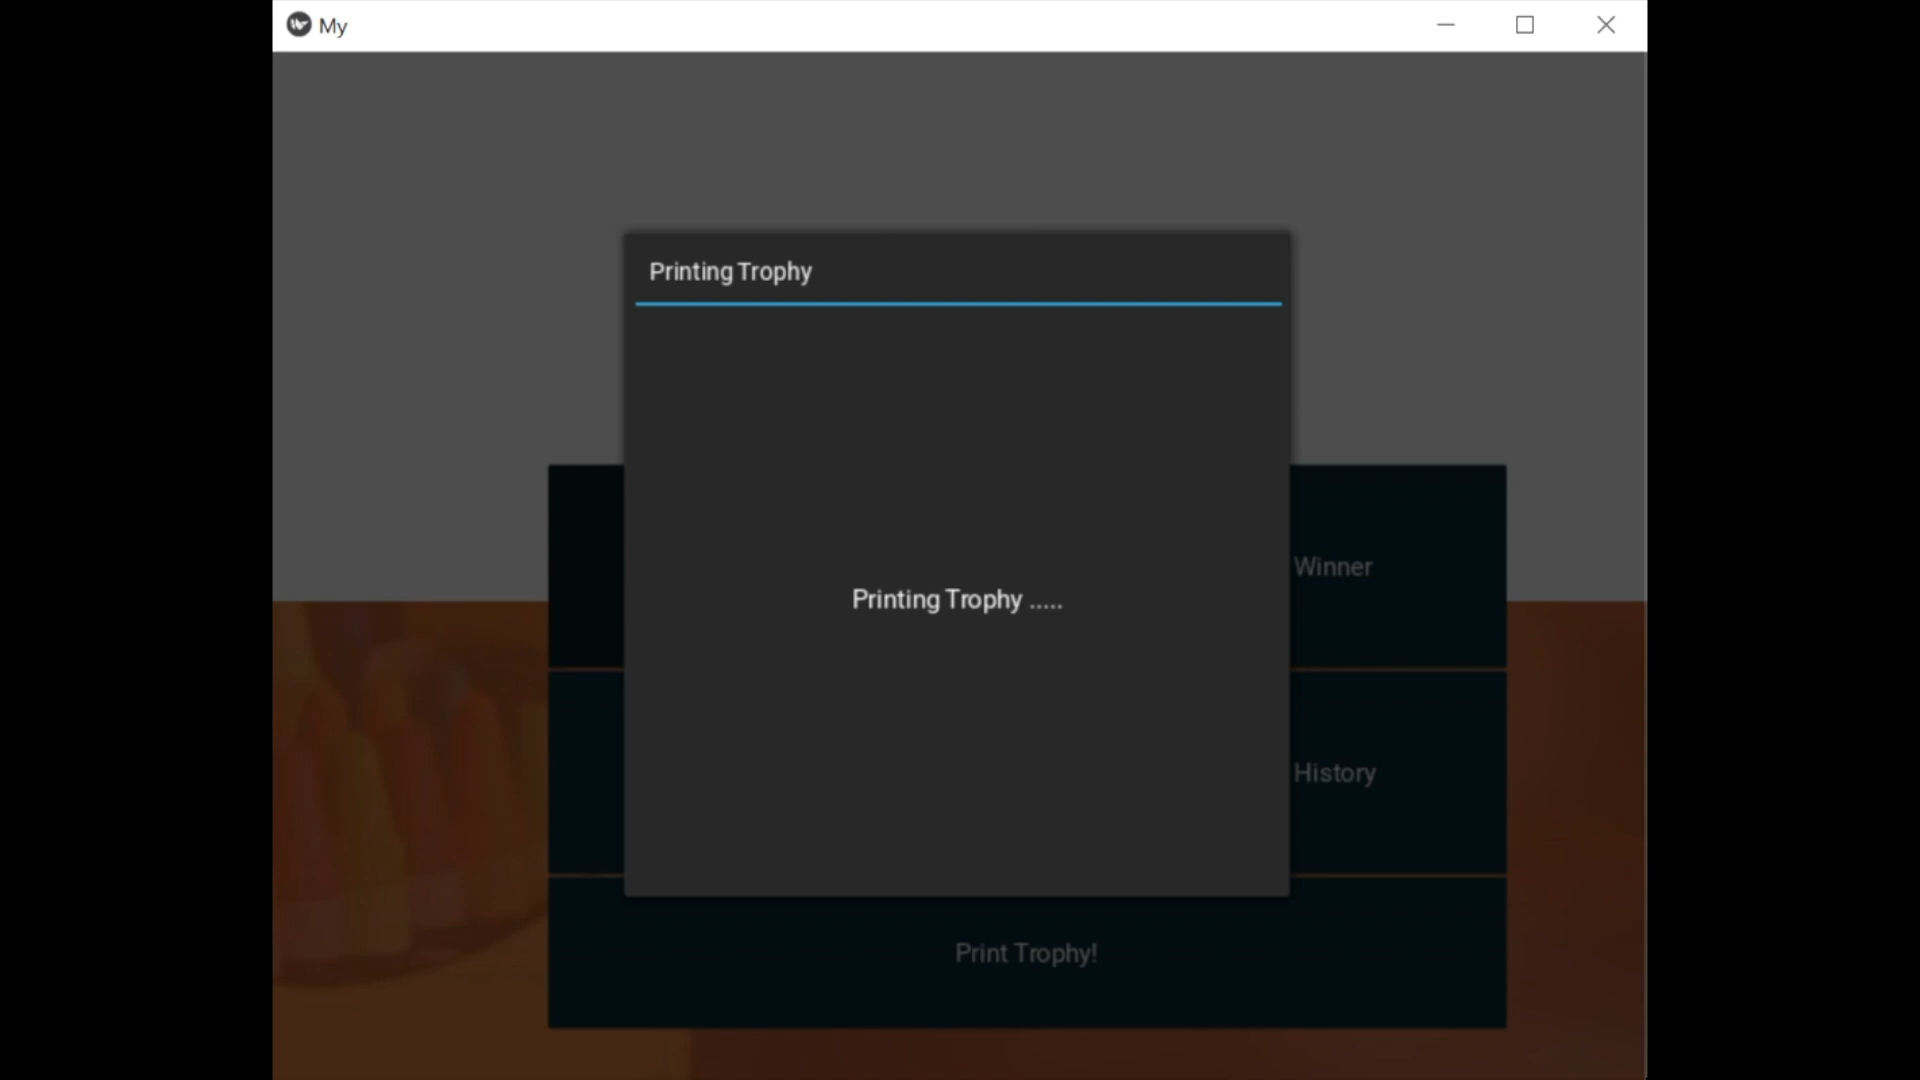 My
Printing Trophy
Winner
Printing Trophy .....
History
Print Trophy!